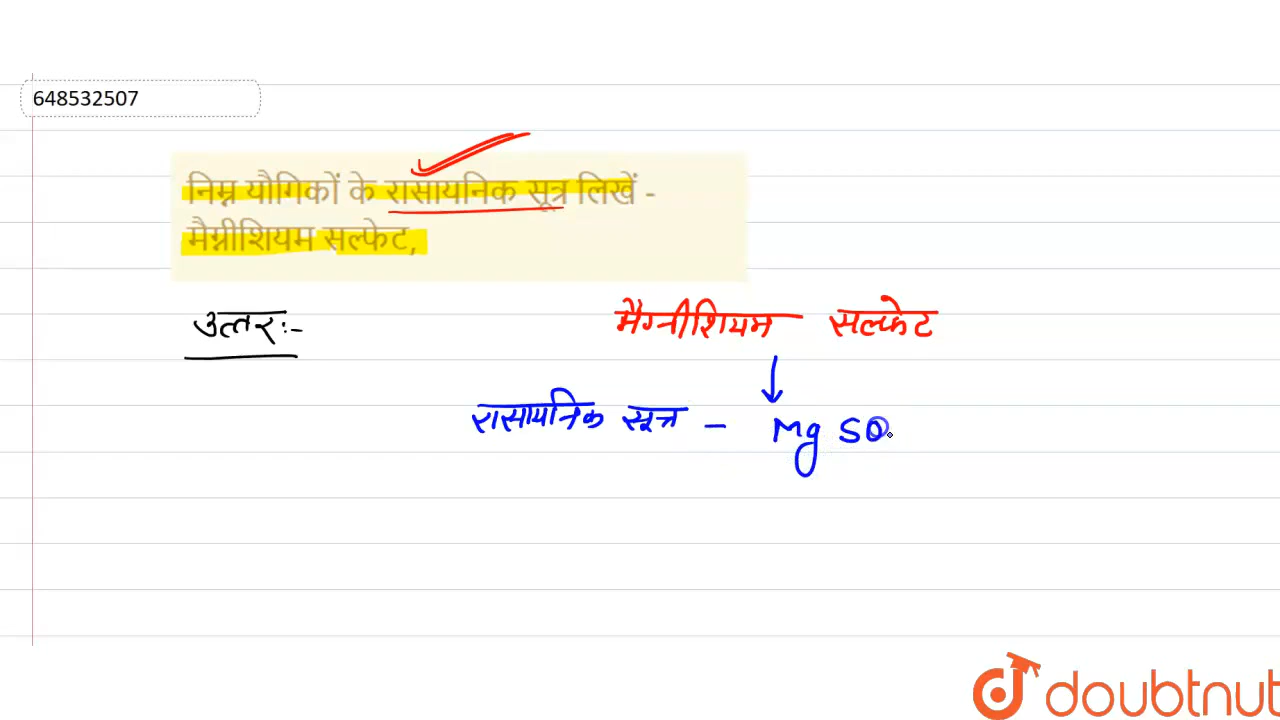 648532507
निम्न यौगिकों के रासायनिक सूत्र लिखें -
मैग्नीशियम सल्फेट,
उत्तरः-
मैग्नीशियम सल्फेट
रासायनिक सूत्र - Mg SO
doubtnut